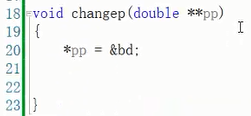 18 void changep(double **pp)
19 {
20 *pp = &bd;
21
22
23 }